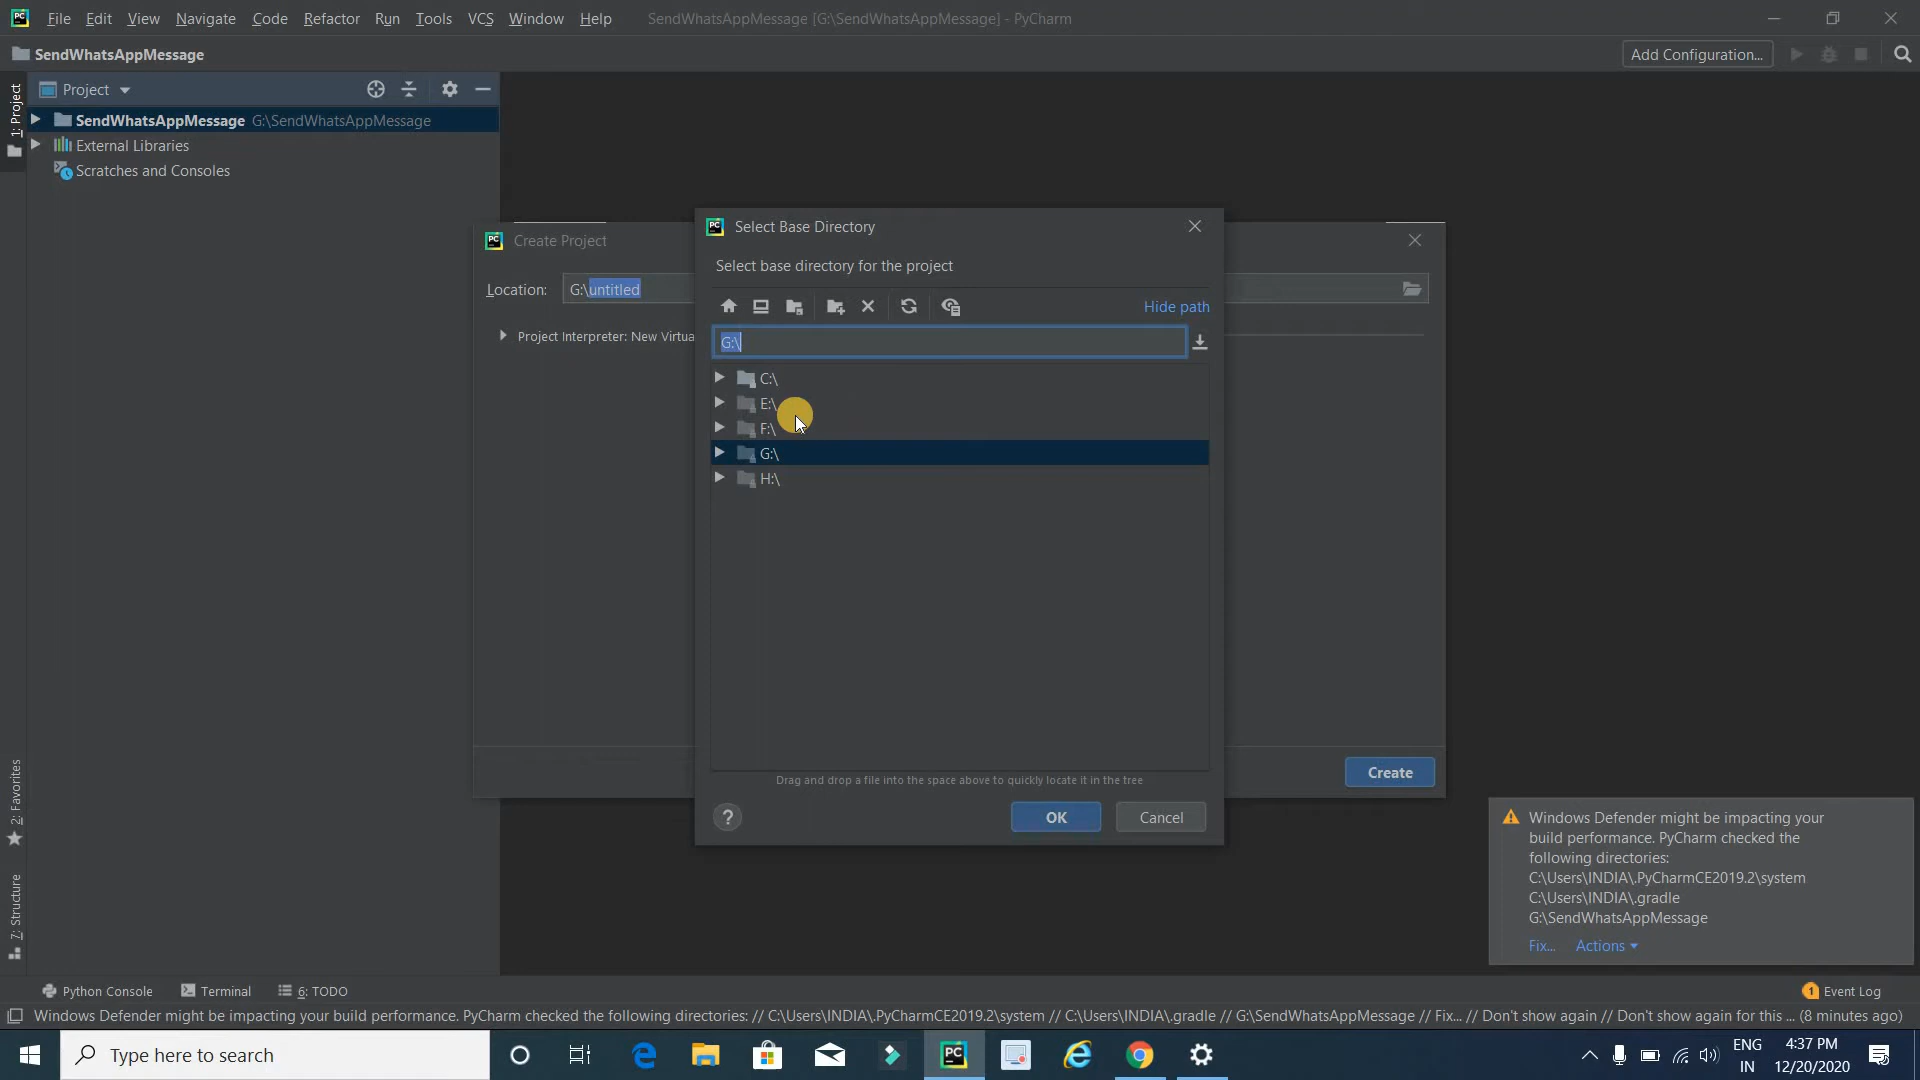 File Edit View Navigate Code Refactor Run Tools VCS Window Help SendWhatsAppMessage [G:\SendWhatsAppMessage] - PyCharm
SendWhatsAppMessage
Add Configuration...
1: Project
Project
SendWhatsAppMessage G:\SendWhatsAppMessage
External Libraries
Scratches and Consoles
Create Project
Location: G:\untitled
Project Interpreter: New Virtua
Select Base Directory
Select base directory for the project
Hide path
G:\
C:\
E:\
F:\
G:\
H:\
Drag and drop a file into the space above to quickly locate it in the tree
?
OK
Cancel
Create
Windows Defender might be impacting your
build performance. PyCharm checked the
following directories:
C:\Users\INDIA\.PyCharmCE2019.2\system
C:\Users\INDIA\.gradle
G:\SendWhatsAppMessage
Fix... Actions
2: Favorites
7: Structure
Python Console Terminal 6: TODO
1 Event Log
Windows Defender might be impacting your build performance. PyCharm checked the following directories: // C:\Users\INDIA\.PyCharmCE2019.2\system // C:\Users\INDIA\.gradle // G:\SendWhatsAppMessage // Fix... // Don't show again // Don't show again for this ... (8 minutes ago)
Type here to search
ENG
IN
4:37 PM
12/20/2020